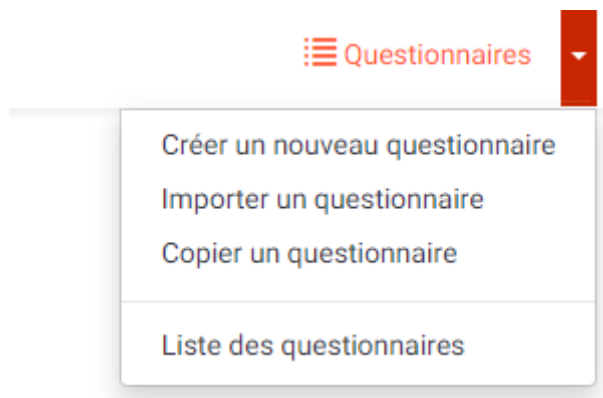 Questionnaires
Créer un nouveau questionnaire
Importer un questionnaire
Copier un questionnaire
Liste des questionnaires